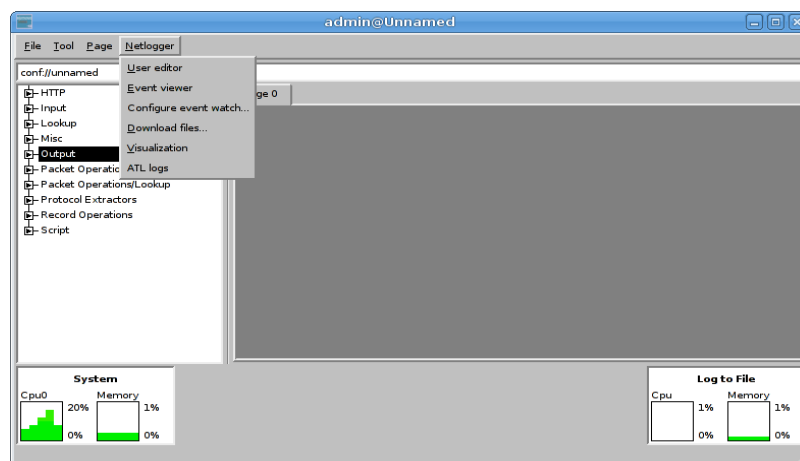 admin@Unnamed
File Tool Page Netlogger
conf://unnamed
User editor
Event viewer
Configure event watch...
Download files...
Visualization
ATL logs
ge 0
HTTP
Input
Lookup
Misc
Output
Packet Operatic
Packet Operations/Lookup
Protocol Extractors
Record Operations
Script
System
Cpu0 Memory
20% 1%
0% 0%
Log to File
Cpu Memory
1% 1%
0% 0%